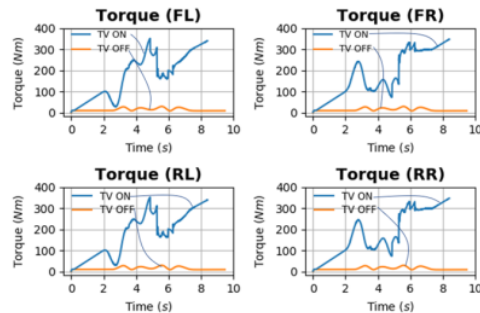 Torque (FL)
Torque (Nm)
400
300
200
100
0
TV ON
TV OFF
0 2 4 6 8 10
Time (s)
Torque (FR)
Torque (Nm)
400
300
200
100
0
TV ON
TV OFF
0 2 4 6 8 10
Time (s)
Torque (RL)
Torque (Nm)
400
300
200
100
0
TV ON
TV OFF
0 2 4 6 8 10
Time (s)
Torque (RR)
Torque (Nm)
400
300
200
100
0
TV ON
TV OFF
0 2 4 6 8 10
Time (s)